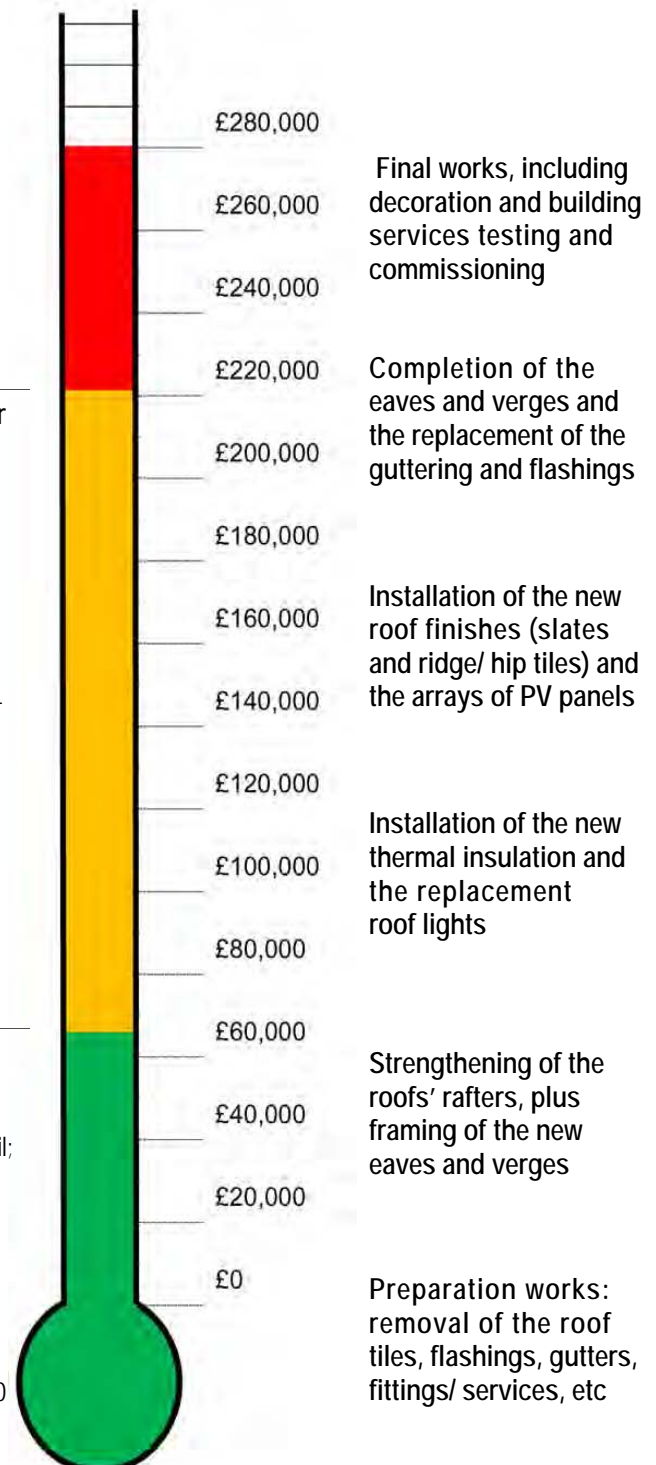 £280,000
£260,000
£240,000
£220,000
£200,000
£180,000
£160,000
£140,000
£120,000
£100,000
£80,000
£60,000
£40,000
£20,000
£0
Final works, including
decoration and building
services testing and
commissioning
Completion of the
eaves and verges and
the replacement of the
guttering and flashings
Installation of the new
roof finishes (slates
and ridge/ hip tiles) and
the arrays of PV panels
Installation of the new
thermal insulation and
the replacement
roof lights
Strengthening of the
roofs' rafters, plus
framing of the new
eaves and verges
Preparation works:
removal of the roof
tiles, flashings, gutters,
fittings/ services, etc